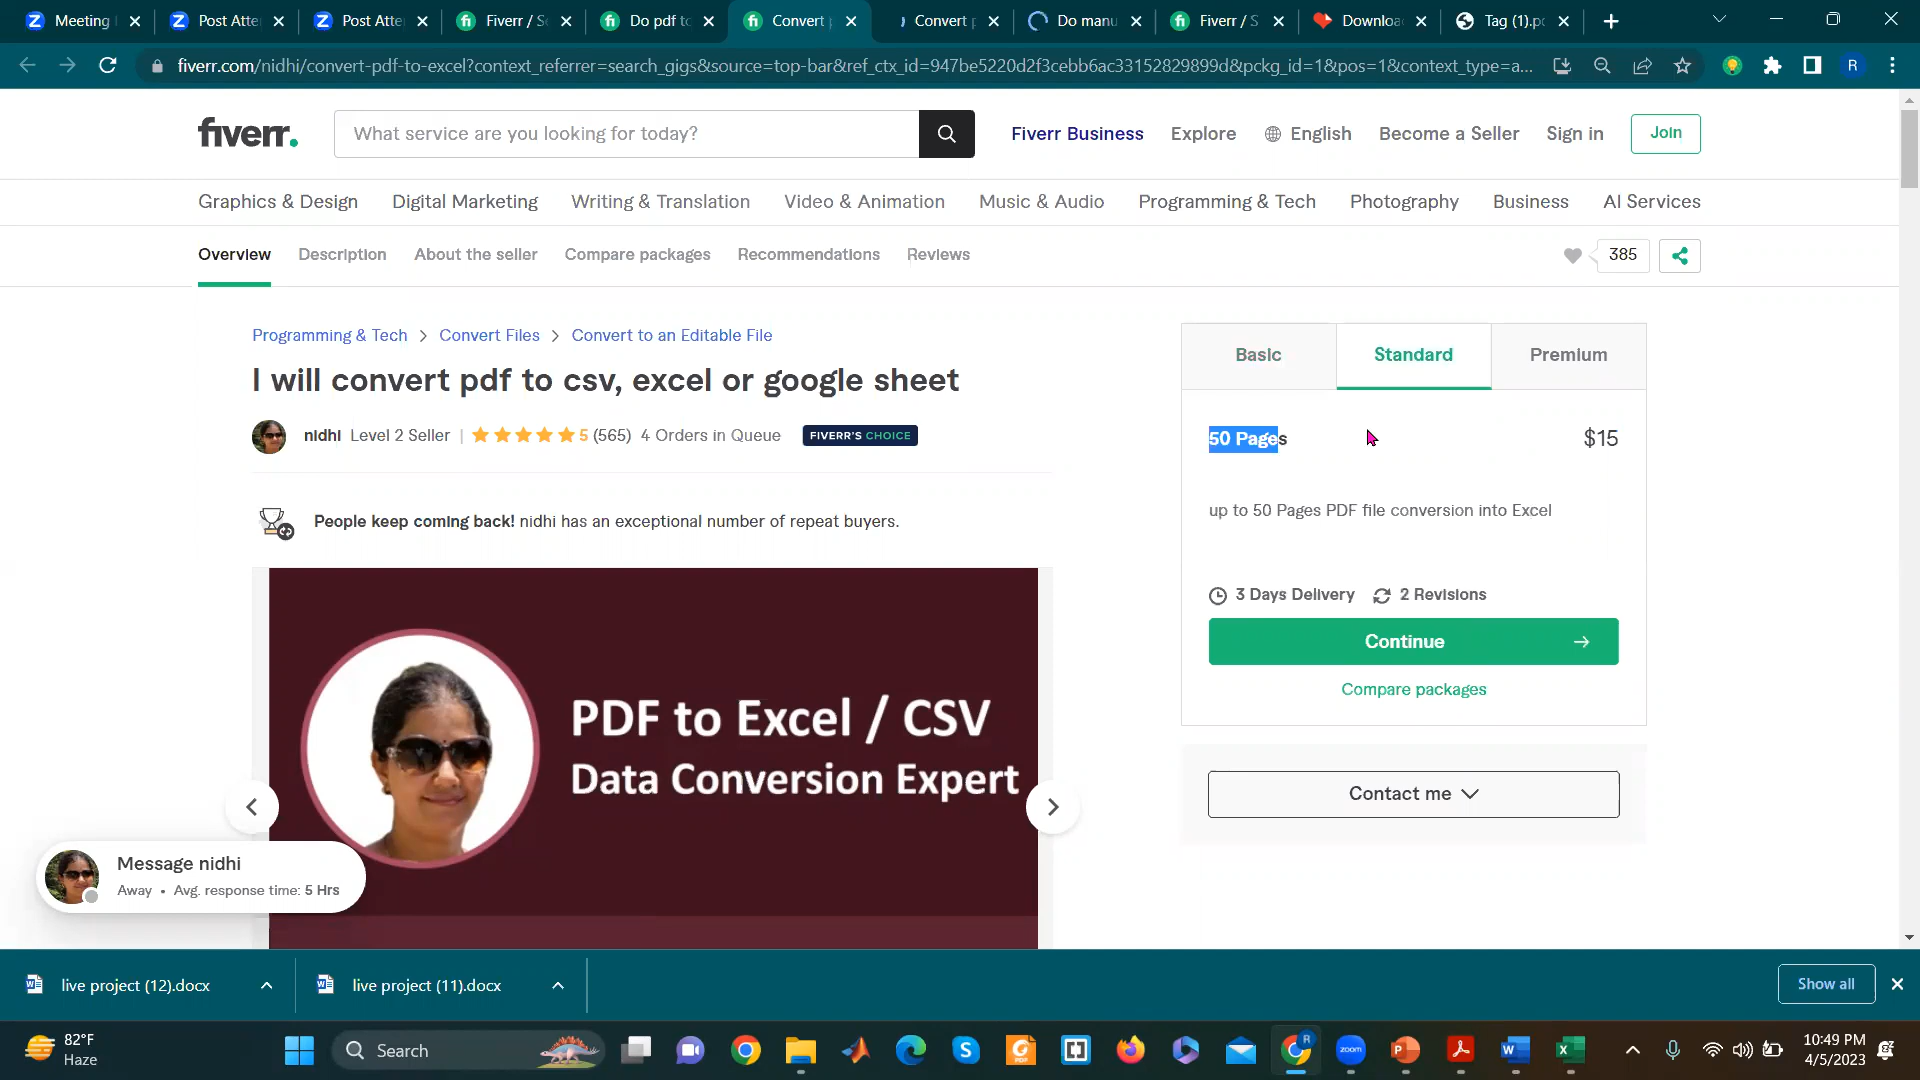 Meeting
Post Atte
Post Atte
Fiverr / S
Do pdf to
Convert p
Convert p
Do manu
Fiverr / S
Downloa
Tag (1).p
fiverr.com/nidhi/convert-pdf-to-excel?context_referrer=search_gigs&source=top-bar&ref_ctx_id=947be5220d2f3cebb6ac33152829899d&pckg_id=1&pos=1&context_type=a...
R
fiverr.
What service are you looking for today?
Fiverr Business
Explore
English
Become a Seller
Sign in
Join
Graphics & Design
Digital Marketing
Writing & Translation
Video & Animation
Music & Audio
Programming & Tech
Photography
Business
AI Services
Overview
Description
About the seller
Compare packages
Recommendations
Reviews
385
Programming & Tech > Convert Files > Convert to an Editable File
I will convert pdf to csv, excel or google sheet
nidhi Level 2 Seller | 5 (565) 4 Orders in Queue FIVERR'S CHOICE
People keep coming back! nidhi has an exceptional number of repeat buyers.
PDF to Excel / CSV
Data Conversion Expert
Basic
Standard
Premium
50 Pages
$15
up to 50 Pages PDF file conversion into Excel
3 Days Delivery
2 Revisions
Continue
Compare packages
Contact me
Message nidhi
Away • Avg. response time: 5 Hrs
live project (12).docx
live project (11).docx
Show all
82°F
Haze
Search
zoom
10:49 PM
4/5/2023